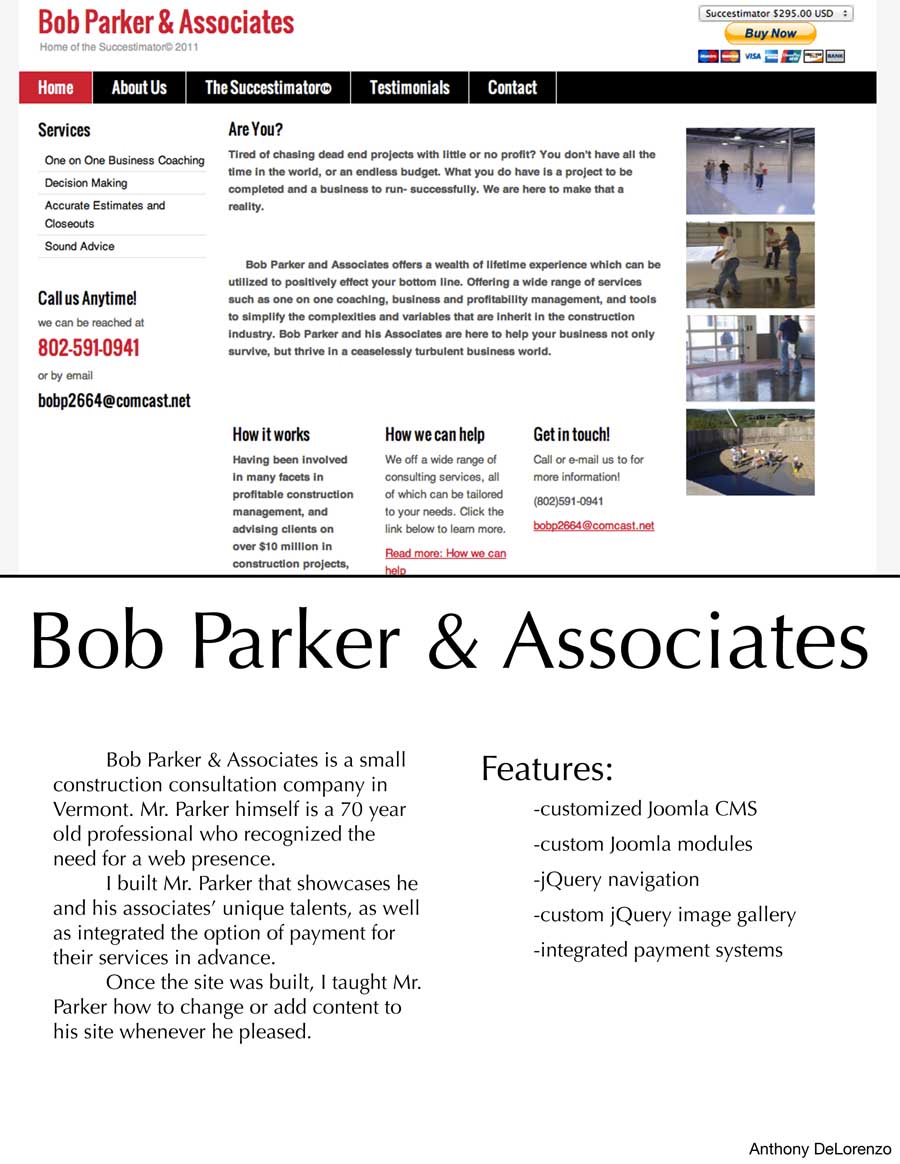 Bob Parker & Associates
Home of the Succestimator© 2011
Succestimator $295.00 USD
Buy Now
VISA
BANK
Home
About Us
The Succestimator©
Testimonials
Contact
Services
One on One Business Coaching
Decision Making
Accurate Estimates and
Closeouts
Sound Advice
Call us Anytime!
we can be reached at
802-591-0941
or by email
bobp2664@comcast.net
Are You?
Tired of chasing dead end projects with little or no profit? You don't have all the
time in the world, or an endless budget. What you do have is a project to be
completed and a business to run- successfully. We are here to make that a
reality.
Bob Parker and Associates offers a wealth of lifetime experience which can be
utilized to positively effect your bottom line. Offering a wide range of services
such as one on one coaching, business and profitability management, and tools
to simplify the complexities and variables that are inherit in the construction
industry. Bob Parker and his Associates are here to help your business not only
survive, but thrive in a ceaselessly turbulent business world.
How it works
Having been involved
in many facets in
profitable construction
management, and
advising clients on
over $10 million in
construction projects,
How we can help
We off a wide range of
consulting services, all
of which can be tailored
to your needs. Click the
link below to learn more.
Read more: How we can
help
Get in touch!
Call or e-mail us to for
more information!
(802)591-0941
bobp2664@comcast.net
Bob Parker & Associates
Bob Parker & Associates is a small
construction consultation company in
Vermont. Mr. Parker himself is a 70 year
old professional who recognized the
need for a web presence.
I built Mr. Parker that showcases he
and his associates’ unique talents, as well
as integrated the option of payment for
their services in advance.
Once the site was built, I taught Mr.
Parker how to change or add content to
his site whenever he pleased.
Features:
-customized Joomla CMS
-custom Joomla modules
-jQuery navigation
-custom jQuery image gallery
-integrated payment systems
Anthony DeLorenzo